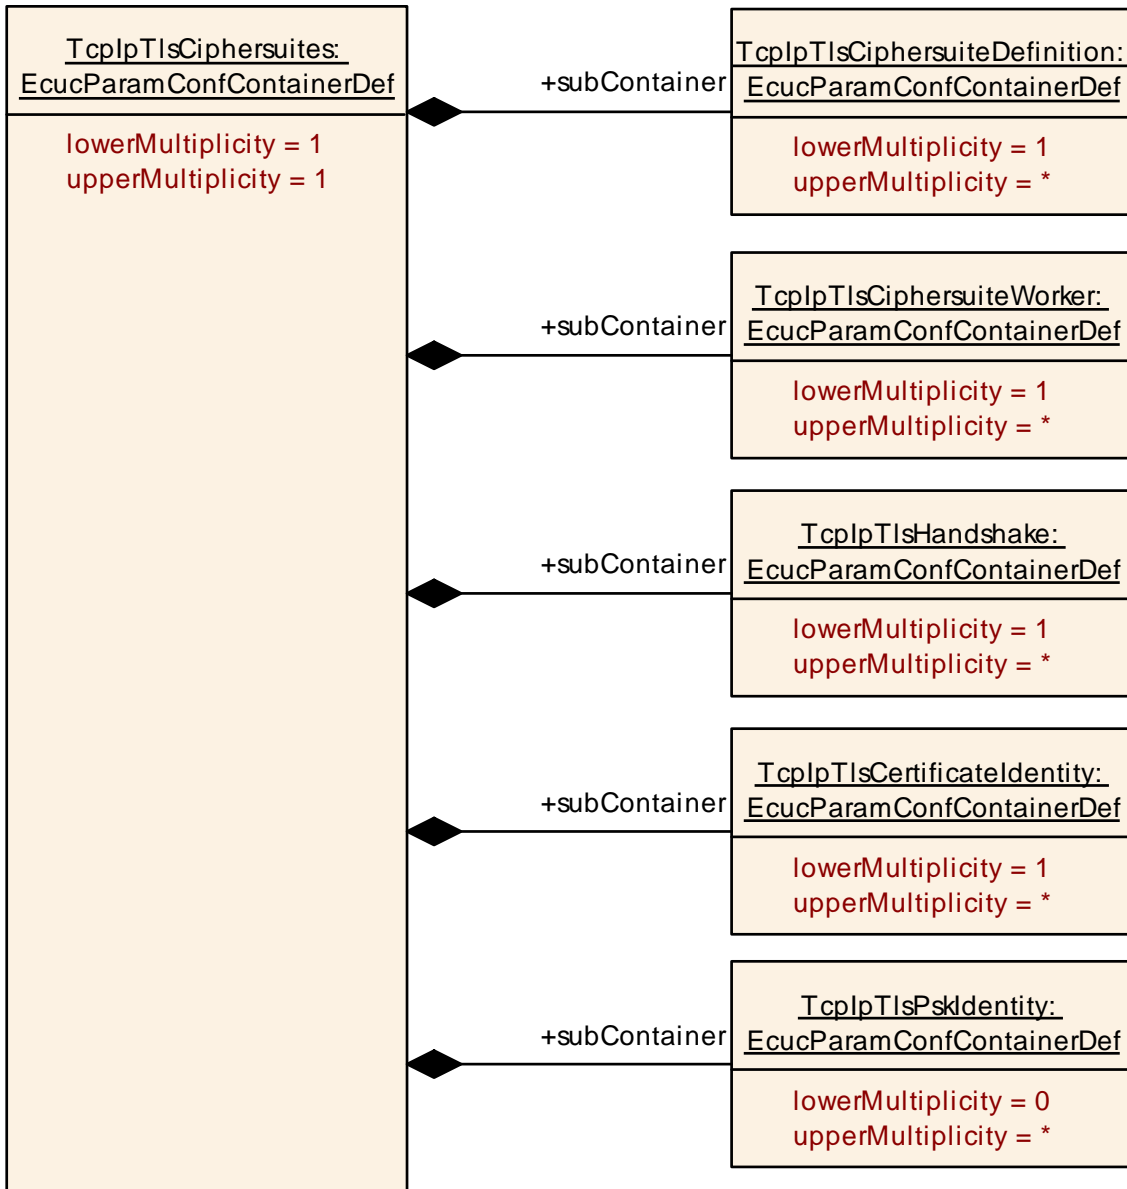 TcpIpTlsCiphersuites:
EcucParamConfContainerDef
lowerMultiplicity = 1
upperMultiplicity = 1
+subContainer
TcpIpTlsCiphersuiteDefinition:
EcucParamConfContainerDef
lowerMultiplicity = 1
upperMultiplicity = *
+subContainer
TcpIpTlsCiphersuiteWorker:
EcucParamConfContainerDef
lowerMultiplicity = 1
upperMultiplicity = *
+subContainer
TcpIpTlsHandshake:
EcucParamConfContainerDef
lowerMultiplicity = 1
upperMultiplicity = *
+subContainer
TcpIpTlsCertificateIdentity:
EcucParamConfContainerDef
lowerMultiplicity = 1
upperMultiplicity = *
+subContainer
TcpIpTlsPskIdentity:
EcucParamConfContainerDef
lowerMultiplicity = 0
upperMultiplicity = *